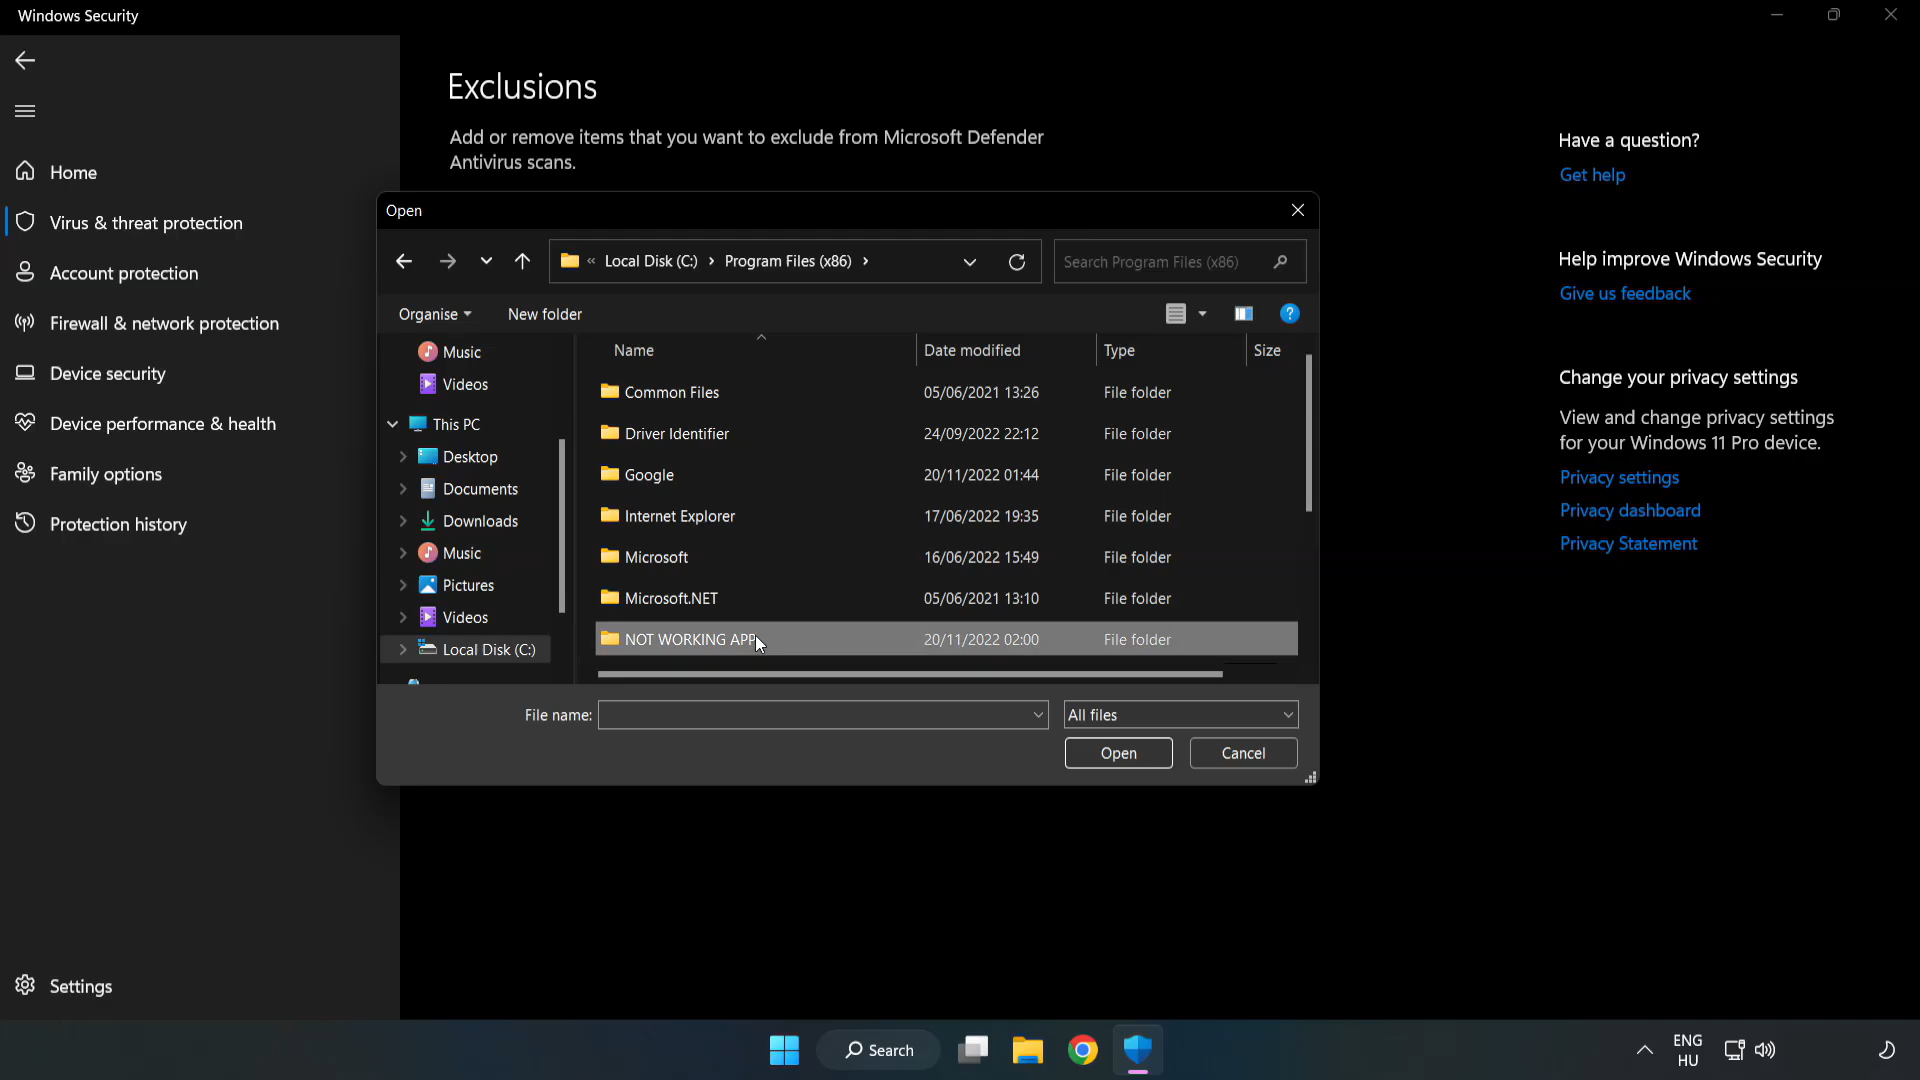 Windows Security
Home
Virus & threat protection
Account protection
Firewall & network protection
Device security
Device performance & health
Family options
Protection history
Settings
Exclusions
Add or remove items that you want to exclude from Microsoft Defender
Antivirus scans.
Open
« Local Disk (C:) > Program Files (x86) >
Search Program Files (x86)
Organise
New folder
Music
Videos
This PC
Desktop
Documents
Downloads
Music
Pictures
Videos
Local Disk (C:)
Name Date modified Type Size
Common Files 05/06/2021 13:26 File folder
Driver Identifier 24/09/2022 22:12 File folder
Google 20/11/2022 01:44 File folder
Internet Explorer 17/06/2022 19:35 File folder
Microsoft 16/06/2022 15:49 File folder
Microsoft.NET 05/06/2021 13:10 File folder
NOT WORKING APP 20/11/2022 02:00 File folder
File name:
All files
Open
Cancel
Have a question?
Get help
Help improve Windows Security
Give us feedback
Change your privacy settings
View and change privacy settings
for your Windows 11 Pro device.
Privacy settings
Privacy dashboard
Privacy Statement
Search
ENG
HU